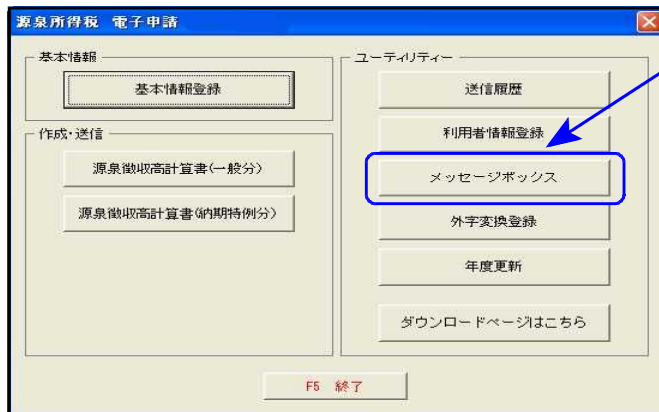 源泉所得税 電子申請
基本情報
基本情報登録
作成・送信
源泉徴収高計算書(一般分)
源泉徴収高計算書(納期特例分)
ユーティリティー
送信履歴
利用者情報登録
メッセージボックス
外字変換登録
年度更新
ダウンロードページはこちら
F5 終了